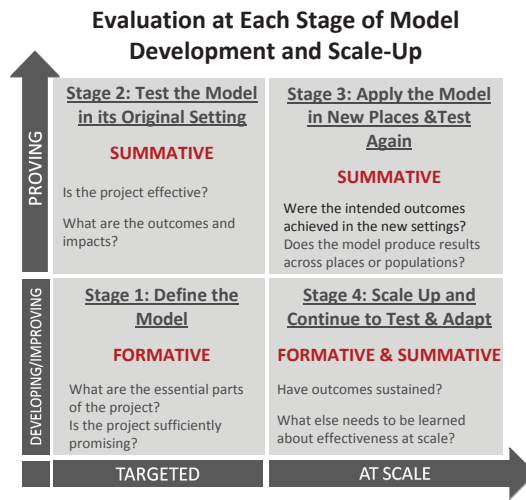 Evaluation at Each Stage of Model
Development and Scale-Up
PROVING
Stage 2: Test the Model
in its Original Setting
SUMMATIVE
Is the project effective?
What are the outcomes and
impacts?
Stage 3: Apply the Model
in New Places &Test
Again
SUMMATIVE
Were the intended outcomes
achieved in the new settings?
Does the model produce results
across places or populations?
DEVELOPING/IMPROVING
Stage 1: Define the
Model
FORMATIVE
What are the essential parts
of the project?
Is the project sufficiently
promising?
Stage 4: Scale Up and
Continue to Test & Adapt
FORMATIVE & SUMMATIVE
Have outcomes sustained?
What else needs to be learned
about effectiveness at scale?
TARGETED
AT SCALE